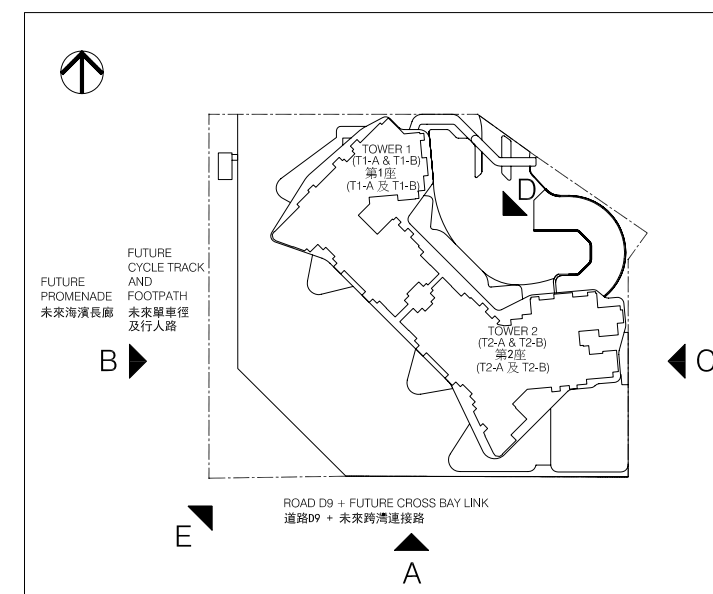 TOWER 1
(T1-A & T1-B)
第1座
(T1-A 及 T1-B)
D
FUTURE
PROMENADE
未來海濱長廊
FUTURE
CYCLE TRACK
AND
FOOTPATH
未來單車徑
及行人路
TOWER 2
(T2-A & T2-B)
第2座
(T2-A 及 T2-B)
B
C
ROAD D9 + FUTURE CROSS BAY LINK
道路D9 + 未來跨灣連接路
E
A